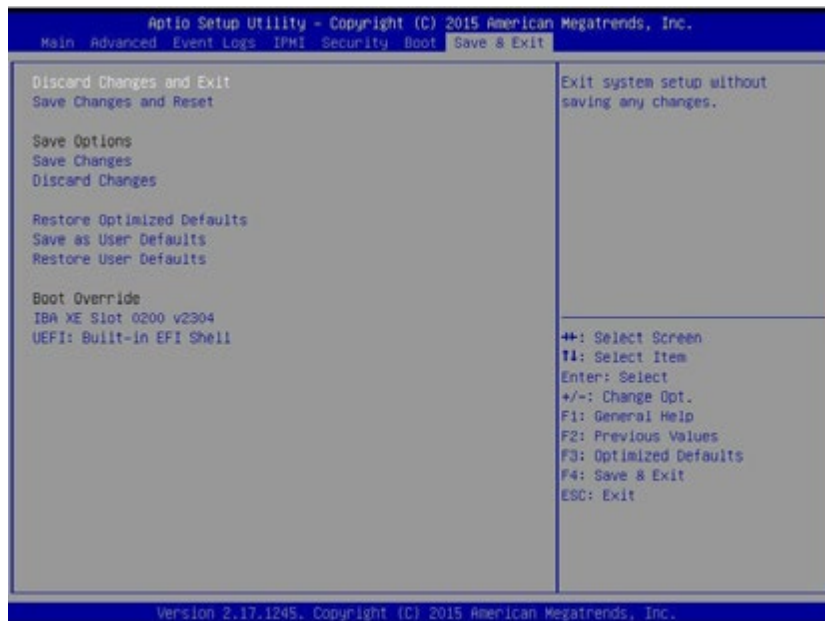 Aptio Setup Utility - Copyright (C) 2015 American Megatrends, Inc.
Main Advanced Event Logs IPMI Security Boot Save & Exit
Discard Changes and Exit
Save Changes and Reset
Save Options
Save Changes
Discard Changes
Restore Optimized Defaults
Save as User Defaults
Restore User Defaults
Boot Override
IBA XE Slot 0200 v2304
UEFI: Built-in EFI Shell
Exit system setup without
saving any changes.
→←: Select Screen
↑↓: Select Item
Enter: Select
+/-: Change Opt.
F1: General Help
F2: Previous Values
F3: Optimized Defaults
F4: Save & Exit
ESC: Exit
Version 2.17.1245. Copyright (C) 2015 American Megatrends, Inc.